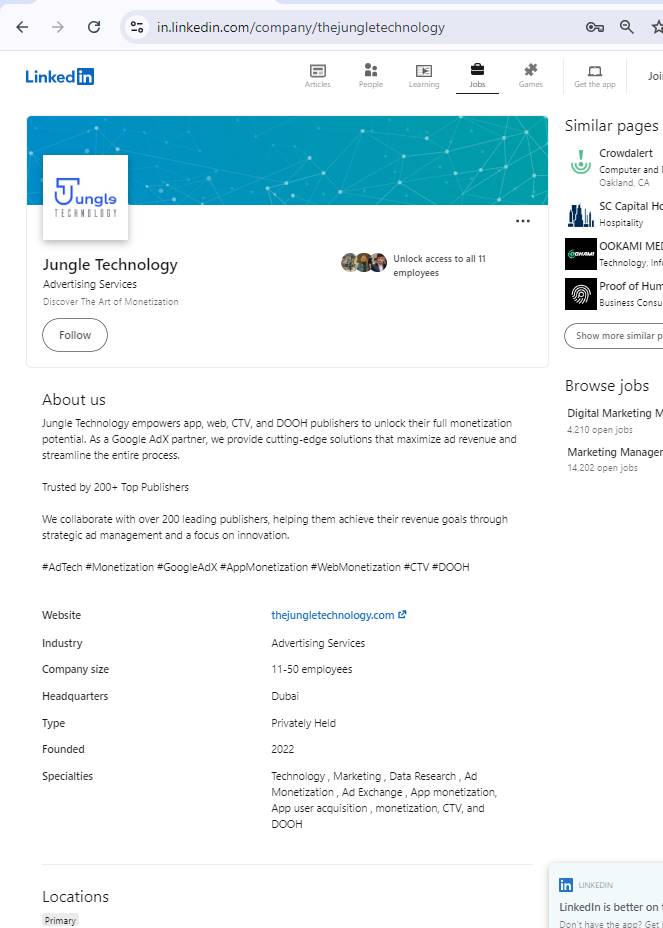 in.linkedin.com/company/thejungletechnology
Linked in
Articles
People
Learning
Jobs
Games
Get the app
Jungle
TECHNOLOGY
Jungle Technology
Advertising Services
Discover The Art of Monetization
Unlock access to all 11
employees
Follow
About us
Jungle Technology empowers app, web, CTV, and DOOH publishers to unlock their full monetization
potential. As a Google AdX partner, we provide cutting-edge solutions that maximize ad revenue and
streamline the entire process.
Trusted by 200+ Top Publishers
We collaborate with over 200 leading publishers, helping them achieve their revenue goals through
strategic ad management and a focus on innovation.
#AdTech #Monetization #GoogleAdX #AppMonetization #WebMonetization #CTV #DOOH
Website thejungletechnology.com
Industry Advertising Services
Company size 11-50 employees
Headquarters Dubai
Type Privately Held
Founded 2022
Specialties Technology , Marketing , Data Research , Ad
Monetization , Ad Exchange , App monetization,
App user acquisition , monetization, CTV, and
DOOH
Locations
Primary
Similar pages
Crowdalert
Computer and
Oakland, CA
SC Capital
Hospitality
OOKAMI
OOKAMI
Technology,
Proof of
Business
Show more similar
Browse jobs
Digital Marketing
4,210 open jobs
Marketing Manager
14,202 open jobs
in LINKEDIN
LinkedIn is better on
Don't have the app? Get